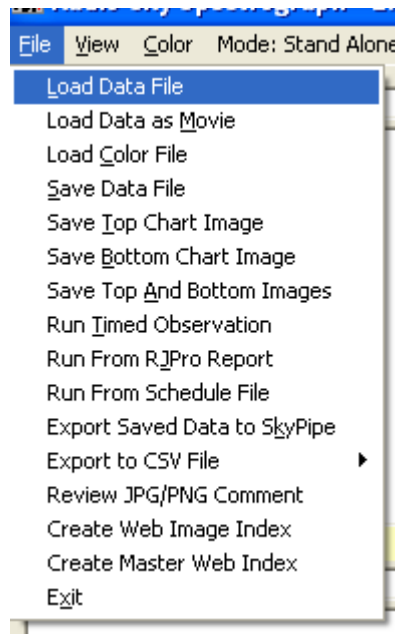 File View Color Mode: Stand Alone
Load Data File
Load Data as Movie
Load Color File
Save Data File
Save Top Chart Image
Save Bottom Chart Image
Save Top And Bottom Images
Run Timed Observation
Run From RJPro Report
Run From Schedule File
Export Saved Data to SkyPipe
Export to CSV File
Review JPG/PNG Comment
Create Web Image Index
Create Master Web Index
Exit